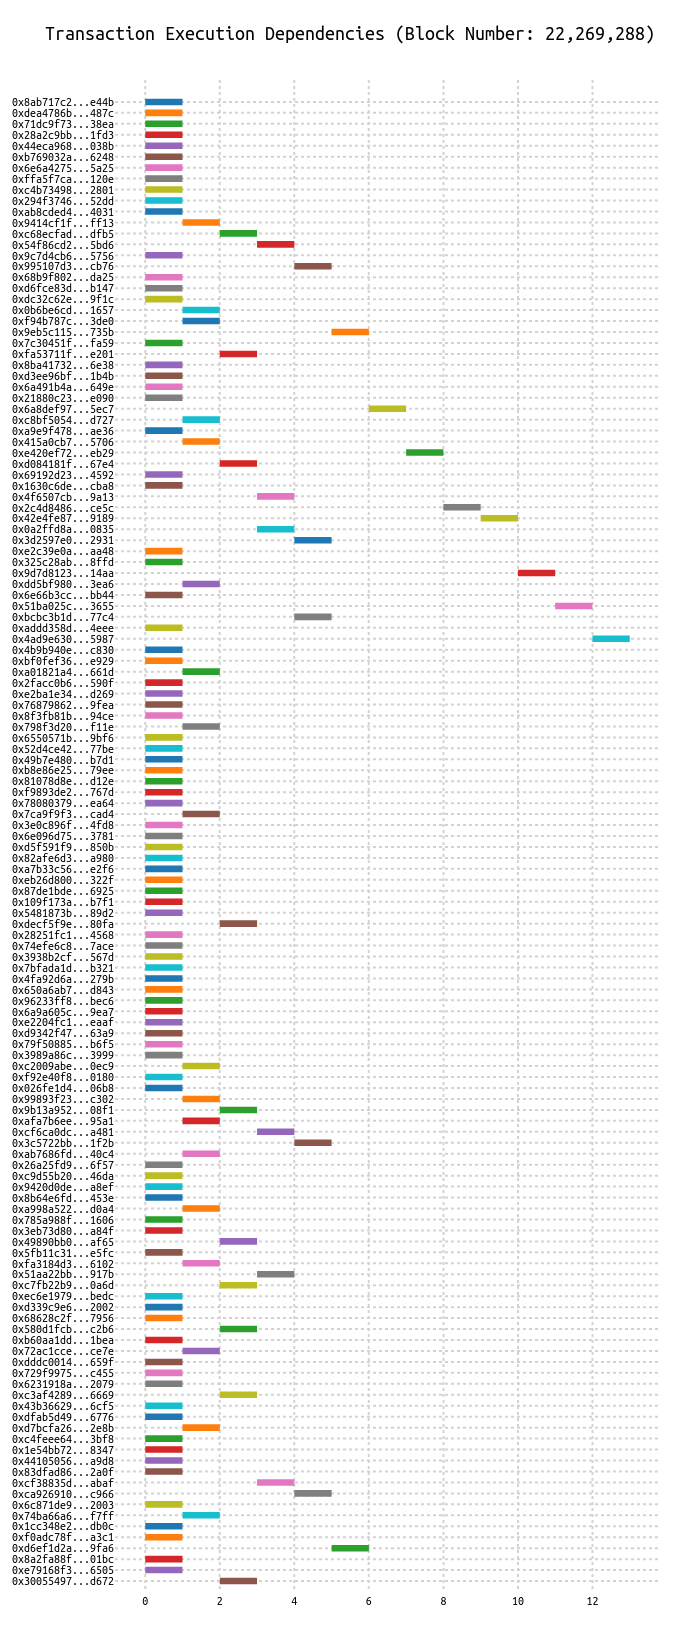 Transaction Execution Dependencies (Block Number: 22,269,288)
0x8ab717c2...e44b
0xdea4786b...487c
0x71dc9f73...38ea
0x28a2c9bb...1fd3
0x44eca968...038b
0xb769032a...6248
0x6e6a4275...5a25
0xffa5f7ca...120e
0xc4b73498...2801
0x294f3746...52dd
0xab8cded4...4031
0x9414cf1f...ff13
0xc68ecfad...dfb5
0x54f86cd2...5bd6
0x9c7d4cb6...5756
0x995107d3...cb76
0x68b9f802...da25
0xd6fce83d...b147
0xdc32c62e...9f1c
0x0b6be6cd...1657
0xf94b787c...3de0
0x9eb5c115...735b
0x7c30451f...fa59
0xfa53711f...e201
0x8ba41732...6e38
0xd3ee96bf...1b4b
0x6a491b4a...649e
0x21880c23...e090
0x6a8def97...5ec7
0xc8bf5054...d727
0xa9e9f478...ae36
0x415a0cb7...5706
0xe420ef72...eb29
0xd084181f...67e4
0x69192d23...4592
0x1630c6de...cba8
0x4f6507cb...9a13
0x2c4d8486...ce5c
0x42e4fe87...9189
0x0a2ffd8a...0835
0x3d2597e0...2931
0xe2c39e0a...aa48
0x325c28ab...8ffd
0x9d7d8123...14aa
0xdd5bf980...3ea6
0x6e66b3cc...bb44
0x51ba025c...3655
0xbcbc3b1d...77c4
0xaddd358d...4eee
0x4ad9e630...5987
0x4b9b940e...c830
0xbf0fef36...e929
0xa01821a4...661d
0x2facc0b6...590f
0xe2ba1e34...d269
0x76879862...9fea
0x8f3fb81b...94ce
0x798f3d20...f11e
0x6550571b...9bf6
0x52d4ce42...77be
0x49b7e480...b7d1
0xb8e86e25...79ee
0x81078d8e...d12e
0xf9893de2...767d
0x78080379...ea64
0x7ca9f9f3...cad4
0x3e0c896f...4fd8
0x6e096d75...3781
0xd5f591f9...850b
0x82afe6d3...a980
0xa7b33c56...e2f6
0xeb26d800...322f
0x87de1bde...6925
0x109f173a...b7f1
0x5481873b...89d2
0xdecf5f9e...80fa
0x28251fc1...4568
0x74efe6c8...7ace
0x3938b2cf...567d
0x7bfada1d...b321
0x4fa92d6a...279b
0x650a6ab7...d843
0x96233ff8...bec6
0x6a9a605c...9ea7
0xe2204fc1...eaaf
0xd9342f47...63a9
0x79f50885...b6f5
0x3989a86c...3999
0xc2009abe...0ec9
0xf92e40f8...0180
0x026fe1d4...06b8
0x99893f23...c302
0x9b13a952...08f1
0xafa7b6ee...95a1
0xcf6ca0dc...a481
0x3c5722bb...1f2b
0xab7686fd...40c4
0x26a25fd9...6f57
0xc9d55b20...46da
0x9420d0de...a8ef
0x8b64e6fd...453e
0xa998a522...d0a4
0x785a988f...1606
0x3eb73d80...a84f
0x49890bb0...af65
0x5fb11c31...e5fc
0xfa3184d3...6102
0x51aa22bb...917b
0xc7fb22b9...0a6d
0xec6e1979...bedc
0xd339c9e6...2002
0x68628c2f...7956
0x580d1fcb...c2b6
0xb60aa1dd...1bea
0x72ac1cce...ce7e
0xdddc0014...659f
0x729f9975...c455
0x6231918a...2079
0xc3af4289...6669
0x43b36629...6cf5
0xdfab5d49...6776
0xd7bcfa26...2e8b
0xc4feee64...3bf8
0x1e54bb72...8347
0x44105056...a9d8
0x83dfad86...2a0f
0xcf38835d...abaf
0xca926910...c966
0x6c871de9...2003
0x74ba66a6...f7ff
0x1cc348e2...db0c
0xf0adc78f...a3c1
0xd6ef1d2a...9fa6
0x8a2fa88f...01bc
0xe79168f3...6505
0x30055497...d672
0 2 4 6 8 10 12